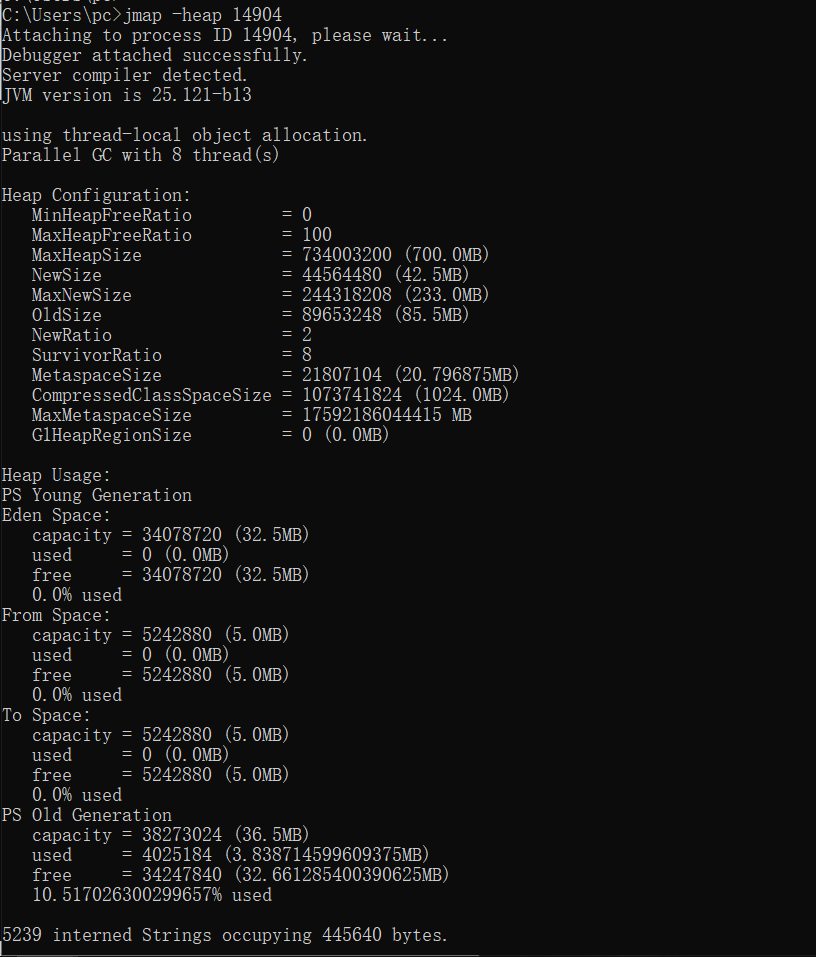 C:\Users\pc>jmap -heap 14904
Attaching to process ID 14904, please wait...
Debugger attached successfully.
Server compiler detected.
JVM version is 25.121-b13

using thread-local object allocation.
Parallel GC with 8 thread(s)

Heap Configuration:
   MinHeapFreeRatio         = 0
   MaxHeapFreeRatio         = 100
   MaxHeapSize              = 734003200 (700.0MB)
   NewSize                  = 44564480 (42.5MB)
   MaxNewSize               = 244318208 (233.0MB)
   OldSize                  = 89653248 (85.5MB)
   NewRatio                 = 2
   SurvivorRatio            = 8
   MetaspaceSize            = 21807104 (20.796875MB)
   CompressedClassSpaceSize = 1073741824 (1024.0MB)
   MaxMetaspaceSize         = 17592186044415 MB
   G1HeapRegionSize         = 0 (0.0MB)

Heap Usage:
PS Young Generation
Eden Space:
   capacity = 34078720 (32.5MB)
   used     = 0 (0.0MB)
   free     = 34078720 (32.5MB)
   0.0% used
From Space:
   capacity = 5242880 (5.0MB)
   used     = 0 (0.0MB)
   free     = 5242880 (5.0MB)
   0.0% used
To Space:
   capacity = 5242880 (5.0MB)
   used     = 0 (0.0MB)
   free     = 5242880 (5.0MB)
   0.0% used
PS Old Generation
   capacity = 38273024 (36.5MB)
   used     = 4025184 (3.838714599609375MB)
   free     = 34247840 (32.661285400390625MB)
   10.517026300299657% used

5239 interned Strings occupying 445640 bytes.